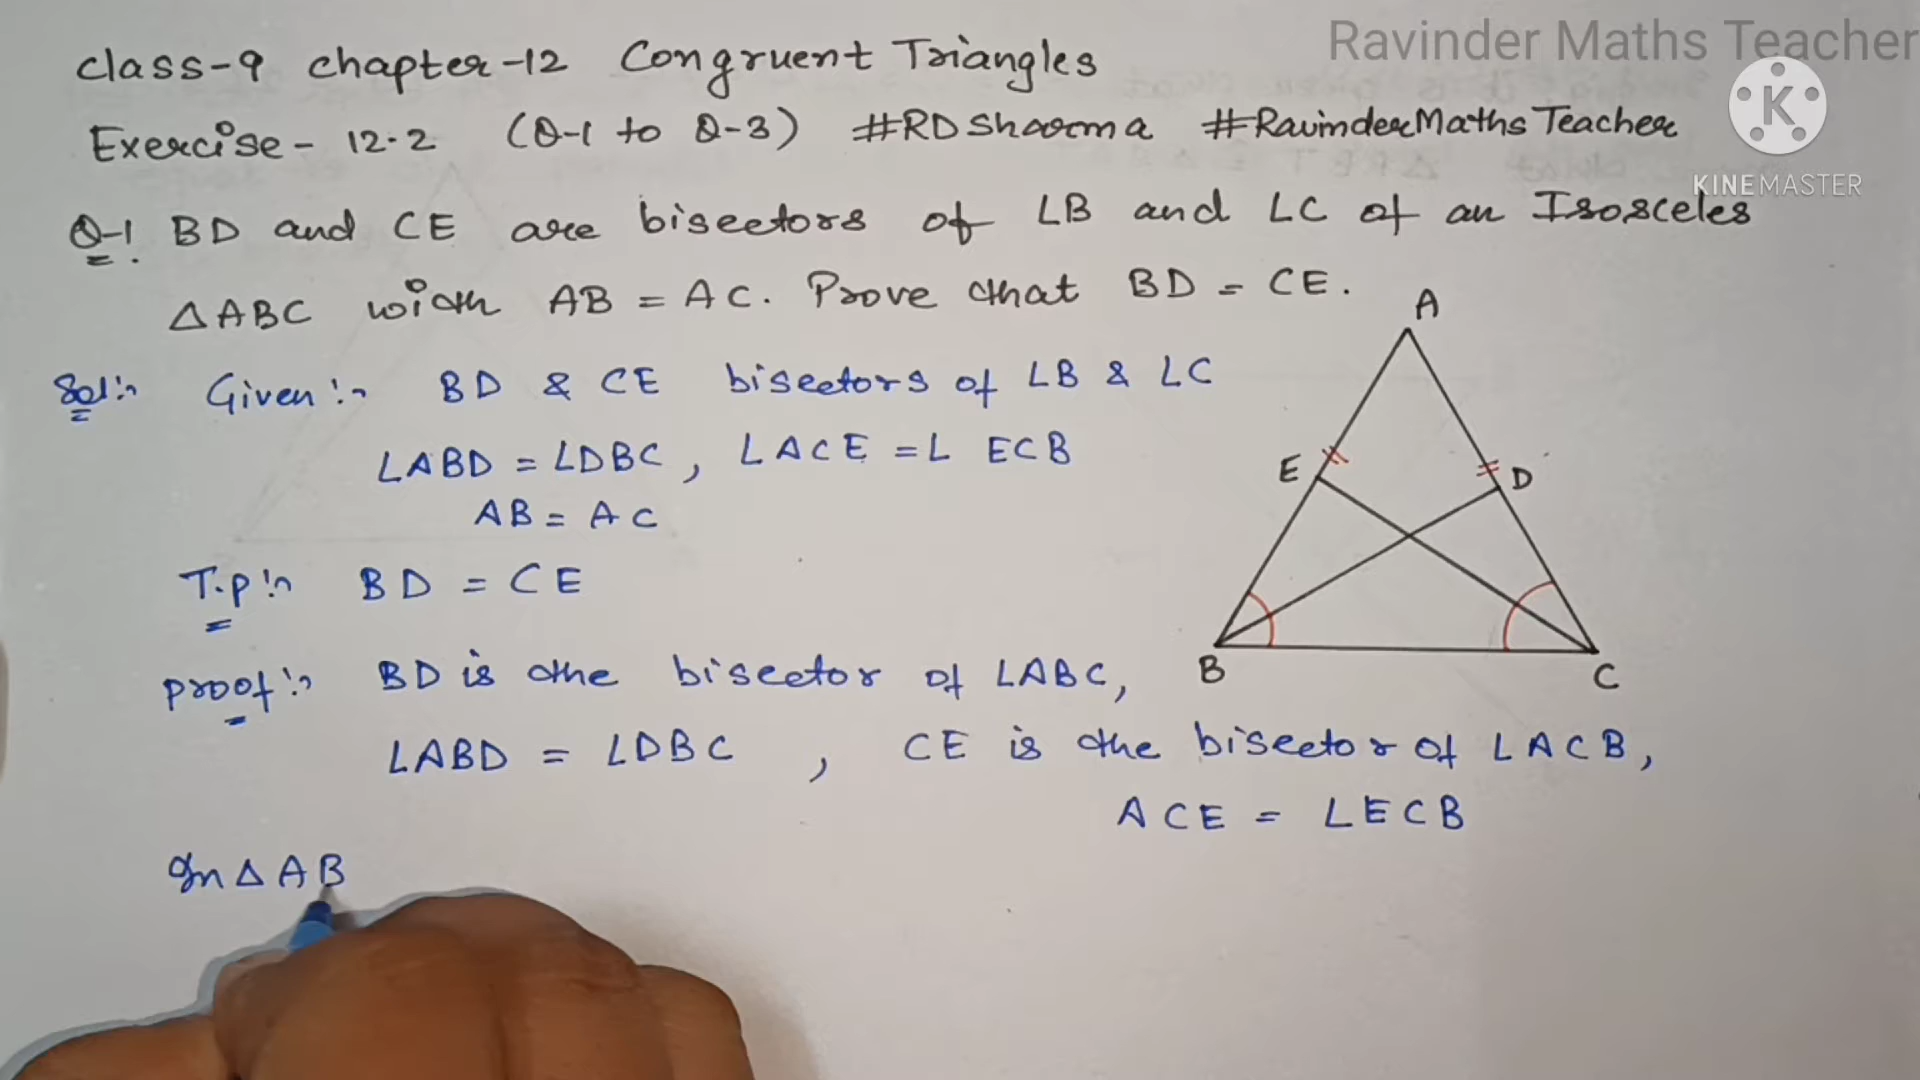 Ravinder Maths Teacher
class-9 chapter-12 Congruent Triangles
Exercise- 12.2 (Q-1 to Q-3) #RDSharma #RavinderMathsTeacher
K
KINEMASTER
Q-1. BD and CE are bisectors of ∠B and ∠C of an Isosceles
△ABC with AB = AC. Prove that BD = CE.
Sol:- Given:- BD & CE bisectors of ∠B & ∠C
∠ABD = ∠DBC, ∠ACE = ∠ECB
AB = AC
T.p:- BD = CE
Proof:- BD is the bisector of ∠ABC,
∠ABD = ∠DBC, CE is the bisector of ∠ACB,
ACE = ∠ECB
In △AB
A
E
D
B
C